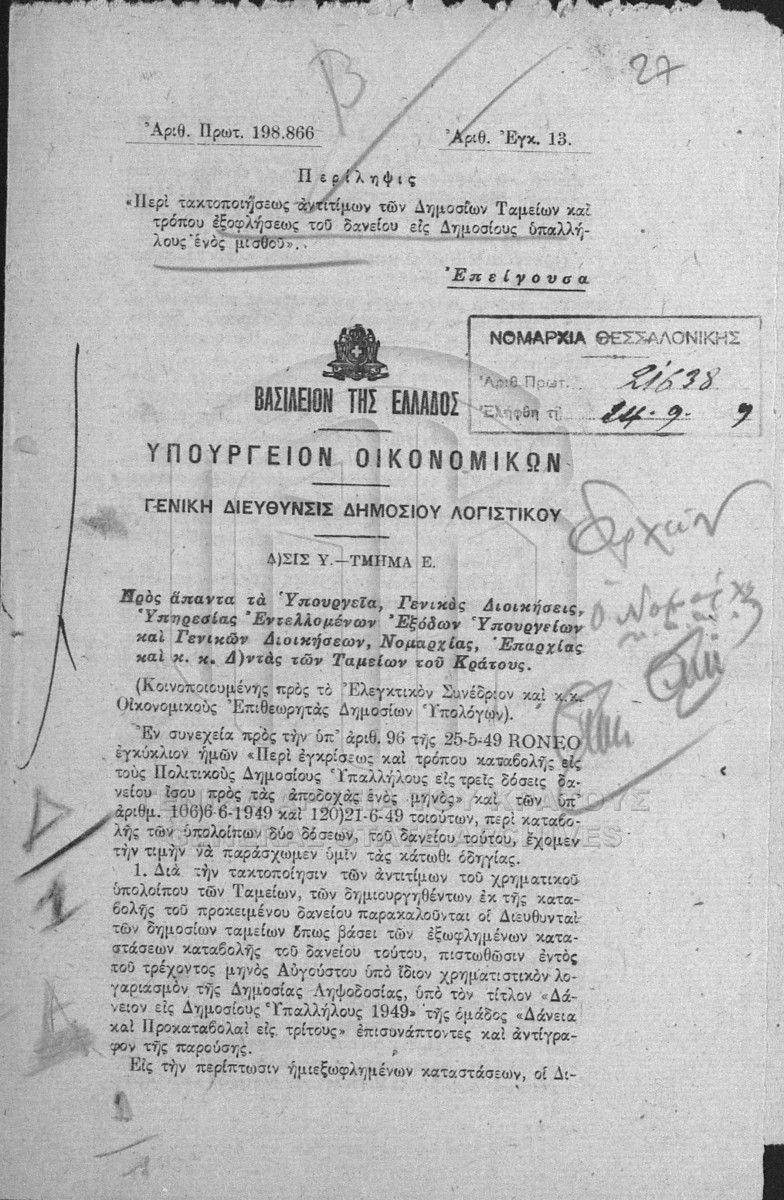 27
Β
Ἀριθ. Πρωτ. 198.866
Ἀριθ. Ἐγκ. 13.
Περίληψις
«Περὶ τακτοποιήσεως ἀντιτίμων τῶν Δημοσίων Ταμείων καὶ
τρόπου ἐξοφλήσεως τοῦ δανείου εἰς Δημοσίους ὑπαλλή-
λους ἑνὸς μισθοῦ».
Ἐπείγουσα
ΝΟΜΑΡΧΙΑ ΘΕΣΣΑΛΟΝΙΚΗΣ
Ἀριθ. Πρωτ. 21638
Ἐλήφθη τῇ 24-9-9
ΒΑΣΙΛΕΙΟΝ ΤΗΣ ΕΛΛΑΔΟΣ
ΥΠΟΥΡΓΕΙΟΝ ΟΙΚΟΝΟΜΙΚΩΝ
ΓΕΝΙΚΗ ΔΙΕΥΘΥΝΣΙΣ ΔΗΜΟΣΙΟΥ ΛΟΓΙΣΤΙΚΟΥ
Δ)ΣΙΣ Υ.—ΤΜΗΜΑ Ε.
Ἀρχεῖον
Ὁ Νομάρχης
Πρὸς ἅπαντα τὰ Ὑπουργεῖα, Γενικὰς Διοικήσεις,
Ὑπηρεσίας Ἐντελλομένων Ἐξόδων Ὑπουργείων
καὶ Γενικῶν Διοικήσεων, Νομαρχίας, Ἐπαρχίας
καὶ κ. κ. Δ)ντὰς τῶν Ταμείων τοῦ Κράτους.
(Κοινοποιουμένης πρὸς τὸ Ἐλεγκτικὸν Συνέδριον καὶ κ.κ.
Οἰκονομικοὺς Ἐπιθεωρητὰς Δημοσίων Ὑπολόγων).
Ἐν συνεχείᾳ πρὸς τὴν ὑπ' ἀριθ. 96 τῆς 25-5-49 RONEO
ἐγκύκλιον ἡμῶν «Περὶ ἐγκρίσεως καὶ τρόπου καταβολῆς εἰς
τοὺς Πολιτικοὺς Δημοσίους Ὑπαλλήλους εἰς τρεῖς δόσεις δα-
νείου ἴσου πρὸς τὰς ἀποδοχὰς ἑνὸς μηνὸς» καὶ τῶν ὑπ'
ἀριθμ. 106)6-6-1949 καὶ 120)21-6-49 τοιούτων, περὶ καταβο-
λῆς τῶν ὑπολοίπων δύο δόσεων, τοῦ δανείου τούτου, ἔχομεν
τὴν τιμὴν νὰ παράσχωμεν ὑμῖν τὰς κάτωθι ὁδηγίας.
GENERAL STATE ARCHIVES
1. Διὰ τὴν τακτοποίησιν τῶν ἀντιτίμων τοῦ χρηματικοῦ
ὑπολοίπου τῶν Ταμείων, τῶν δημιουργηθέντων ἐκ τῆς κατα-
βολῆς τοῦ προκειμένου δανείου παρακαλοῦνται οἱ Διευθυνταὶ
τῶν δημοσίων ταμείων ὅπως βάσει τῶν ἐξωφλημένων κατα-
στάσεων καταβολῆς τοῦ δανείου τούτου, πιστωθῶσιν ἐντὸς
τοῦ τρέχοντος μηνὸς Αὐγούστου ὑπὸ ἴδιον χρηματιστικὸν λο-
γαριασμὸν τῆς Δημοσίας Ληψοδοσίας, ὑπὸ τὸν τίτλον «Δά-
νειον εἰς Δημοσίους Ὑπαλλήλους 1949» τῆς ὁμάδος «Δάνεια
καὶ Προκαταβολαὶ εἰς τρίτους» ἐπισυνάπτοντες καὶ ἀντίγρα-
φον τῆς παρούσης.
Εἰς τὴν περίπτωσιν ἡμιεξωφλημένων καταστάσεων, οἱ Δι-